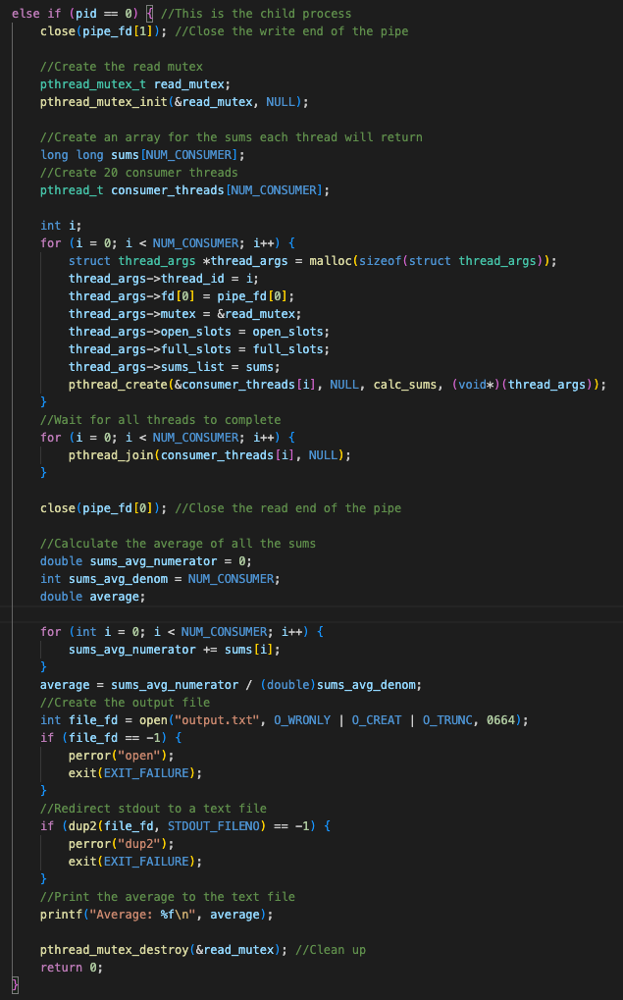 else if (pid == 0) { //This is the child process
    close(pipe_fd[1]); //Close the write end of the pipe

    //Create the read mutex
    pthread_mutex_t read_mutex;
    pthread_mutex_init(&read_mutex, NULL);

    //Create an array for the sums each thread will return
    long long sums[NUM_CONSUMER];
    //Create 20 consumer threads
    pthread_t consumer_threads[NUM_CONSUMER];

    int i;
    for (i = 0; i < NUM_CONSUMER; i++) {
        struct thread_args *thread_args = malloc(sizeof(struct thread_args));
        thread_args->thread_id = i;
        thread_args->fd[0] = pipe_fd[0];
        thread_args->mutex = &read_mutex;
        thread_args->open_slots = open_slots;
        thread_args->full_slots = full_slots;
        thread_args->sums_list = sums;
        pthread_create(&consumer_threads[i], NULL, calc_sums, (void*)(thread_args));
    }
    //Wait for all threads to complete
    for (i = 0; i < NUM_CONSUMER; i++) {
        pthread_join(consumer_threads[i], NULL);
    }

    close(pipe_fd[0]); //Close the read end of the pipe

    //Calculate the average of all the sums
    double sums_avg_numerator = 0;
    int sums_avg_denom = NUM_CONSUMER;
    double average;

    for (int i = 0; i < NUM_CONSUMER; i++) {
        sums_avg_numerator += sums[i];
    }
    average = sums_avg_numerator / (double)sums_avg_denom;
    //Create the output file
    int file_fd = open("output.txt", O_WRONLY | O_CREAT | O_TRUNC, 0664);
    if (file_fd == -1) {
        perror("open");
        exit(EXIT_FAILURE);
    }
    //Redirect stdout to a text file
    if (dup2(file_fd, STDOUT_FILENO) == -1) {
        perror("dup2");
        exit(EXIT_FAILURE);
    }
    //Print the average to the text file
    printf("Average: %f\n", average);

    pthread_mutex_destroy(&read_mutex); //Clean up
    return 0;
}